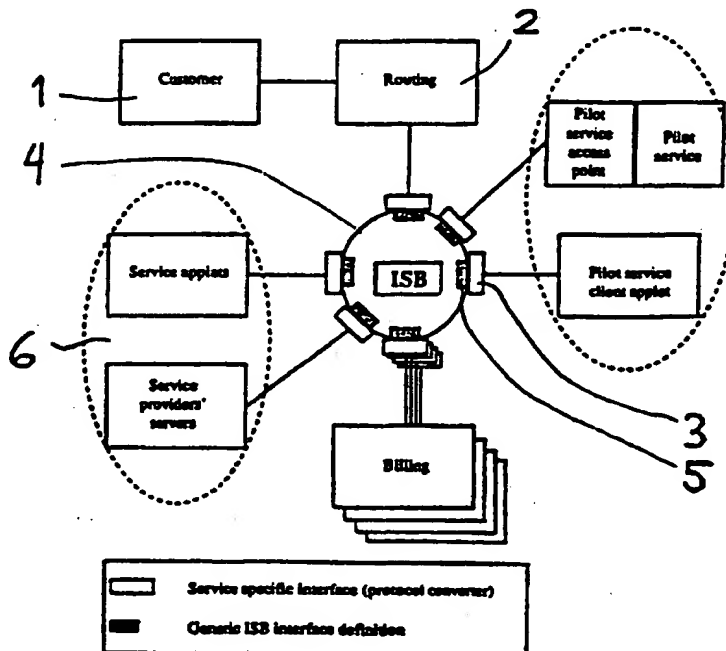 1
Customer
Routing
2
4
Pilot
service
access
point
Pilot
service
Service applets
ISB
Pilot service
client applet
6
Service
providers'
servers
3
5
Billing
Service specific interface (protocol converter)
Generic ISB interface definition